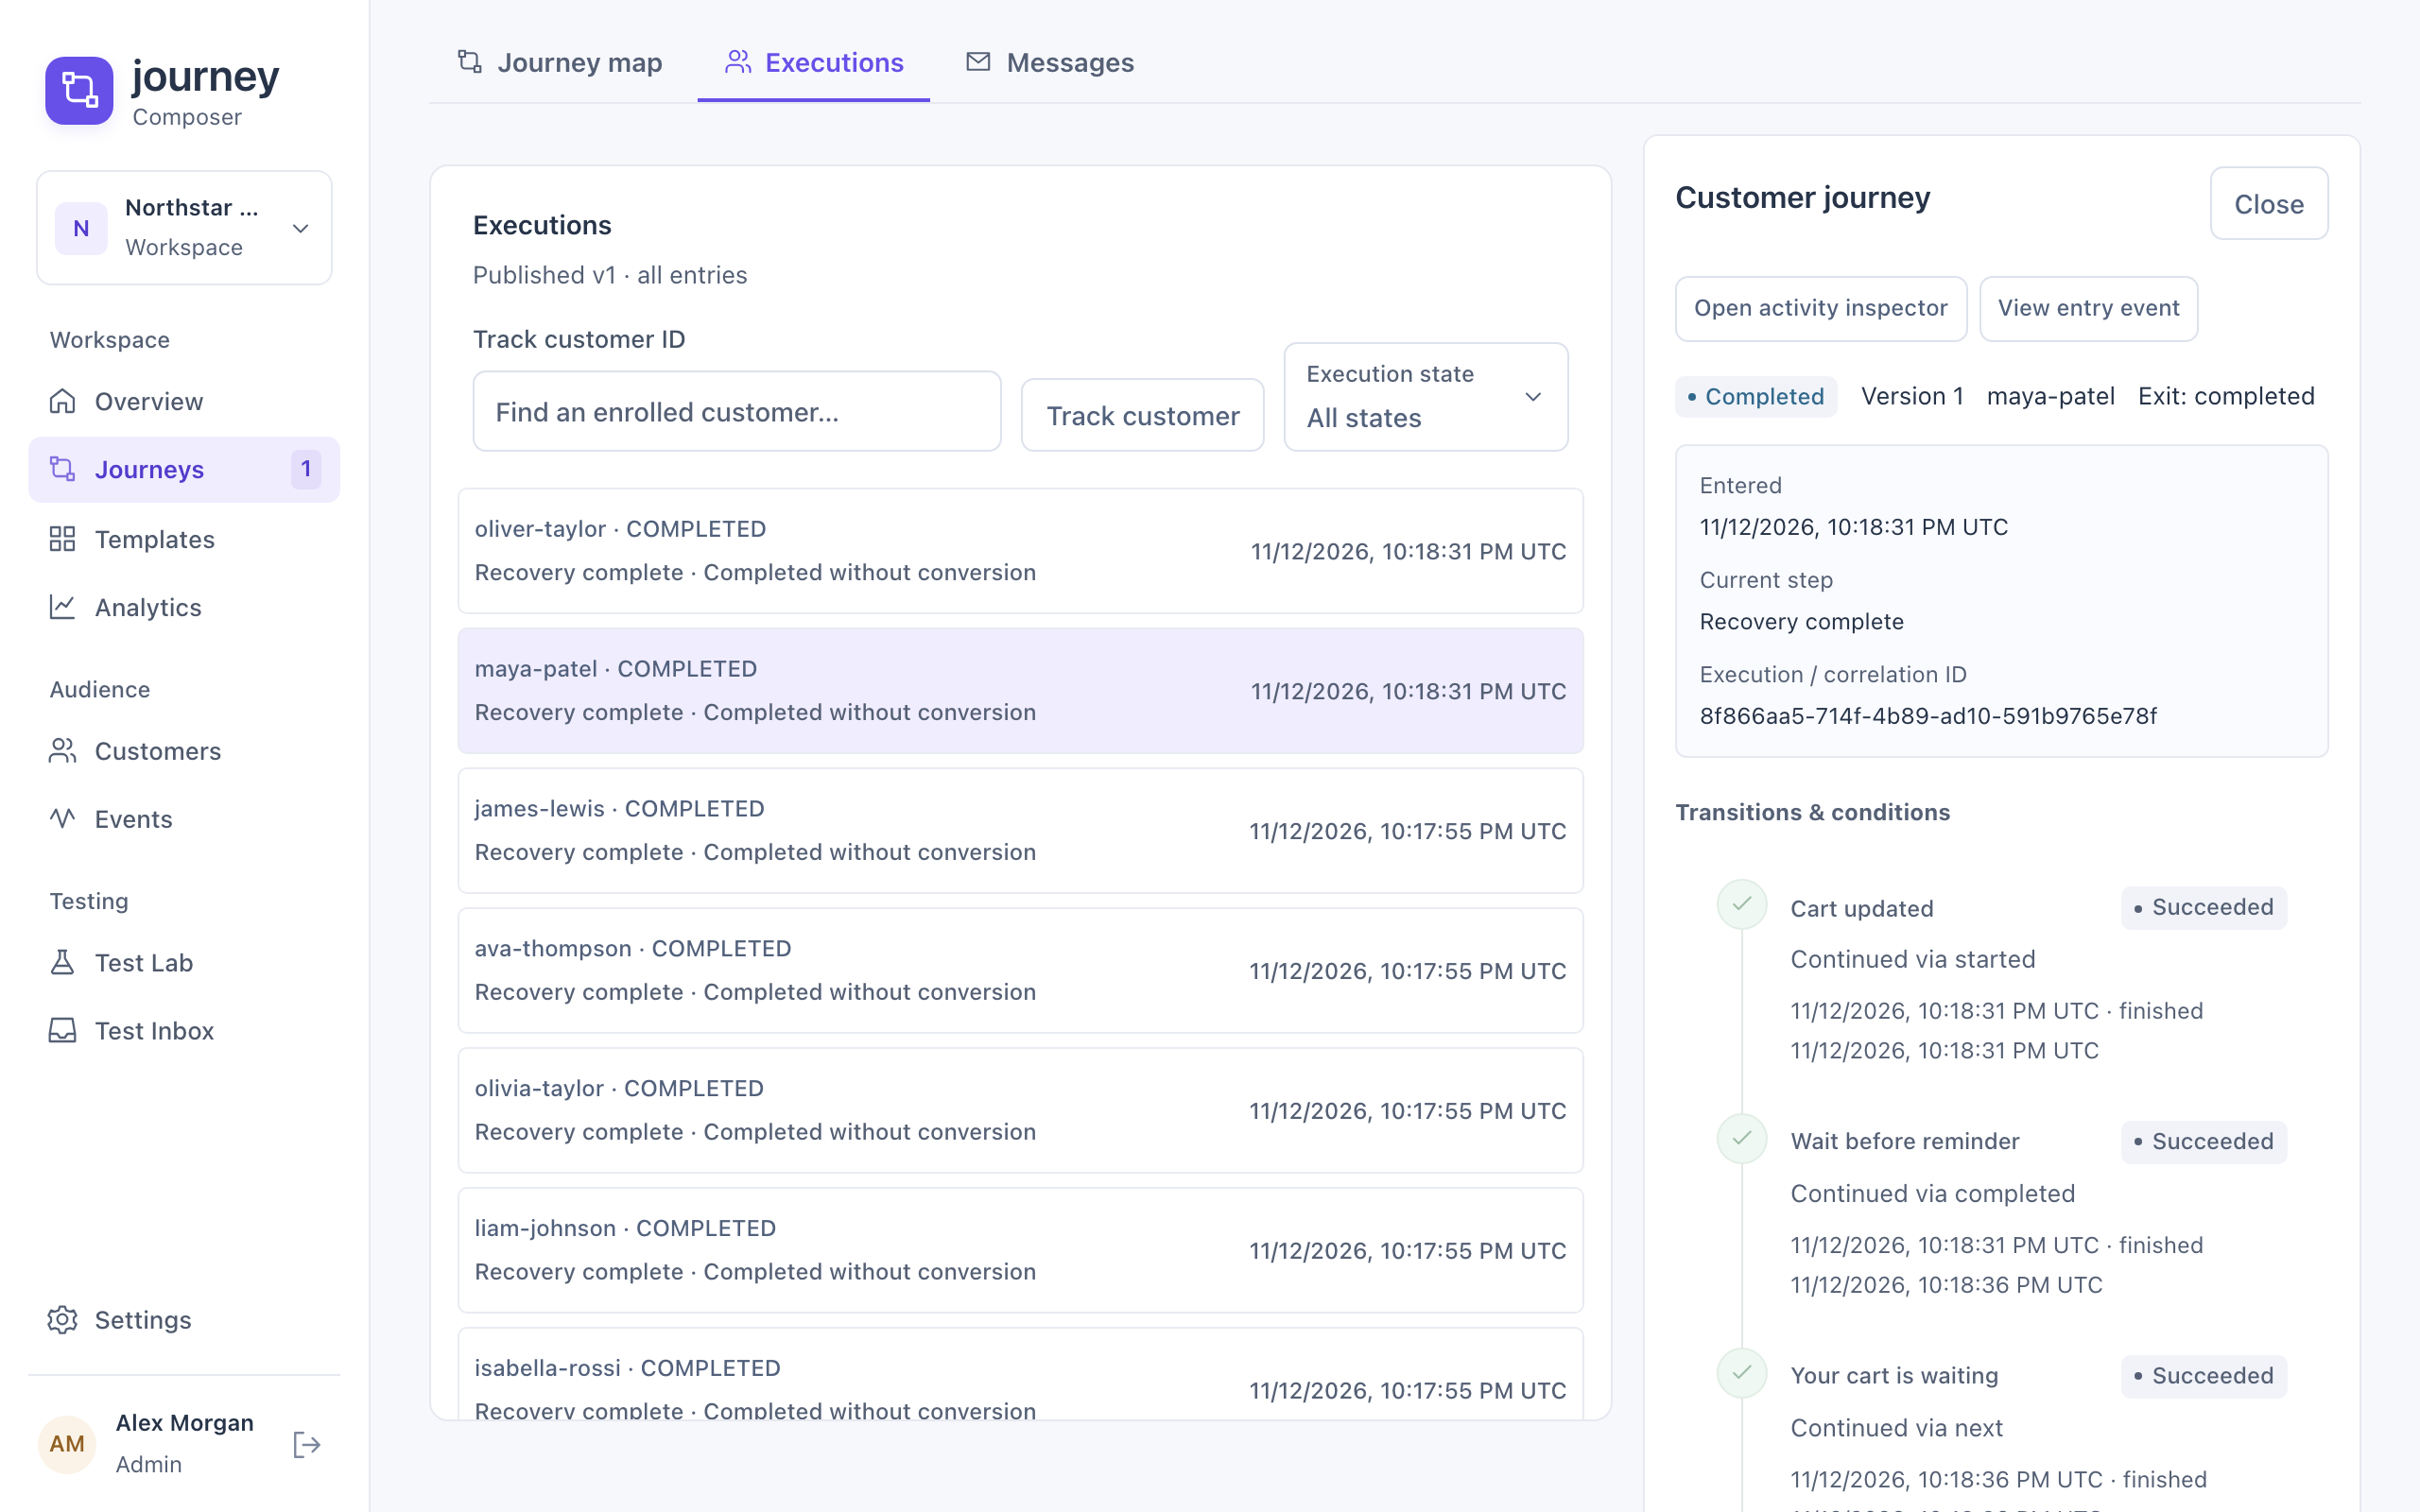 journey
Composer
N
Northstar ...
Workspace
Workspace
Overview
Journeys
1
Templates
Analytics
Audience
Customers
Events
Testing
Test Lab
Test Inbox
Settings
AM
Alex Morgan
Admin
Journey map
Executions
Messages
Executions
Published v1 · all entries
Track customer ID
Find an enrolled customer...
Track customer
Execution state
All states
oliver-taylor · COMPLETED
Recovery complete · Completed without conversion
11/12/2026, 10:18:31 PM UTC
maya-patel · COMPLETED
Recovery complete · Completed without conversion
11/12/2026, 10:18:31 PM UTC
james-lewis · COMPLETED
Recovery complete · Completed without conversion
11/12/2026, 10:17:55 PM UTC
ava-thompson · COMPLETED
Recovery complete · Completed without conversion
11/12/2026, 10:17:55 PM UTC
olivia-taylor · COMPLETED
Recovery complete · Completed without conversion
11/12/2026, 10:17:55 PM UTC
liam-johnson · COMPLETED
Recovery complete · Completed without conversion
11/12/2026, 10:17:55 PM UTC
isabella-rossi · COMPLETED
Recovery complete · Completed without conversion
11/12/2026, 10:17:55 PM UTC
Customer journey
Close
Open activity inspector
View entry event
• Completed
Version 1
maya-patel
Exit: completed
Entered
11/12/2026, 10:18:31 PM UTC
Current step
Recovery complete
Execution / correlation ID
8f866aa5-714f-4b89-ad10-591b9765e78f
Transitions & conditions
Cart updated
• Succeeded
Continued via started
11/12/2026, 10:18:31 PM UTC · finished
11/12/2026, 10:18:31 PM UTC
Wait before reminder
• Succeeded
Continued via completed
11/12/2026, 10:18:31 PM UTC · finished
11/12/2026, 10:18:36 PM UTC
Your cart is waiting
• Succeeded
Continued via next
11/12/2026, 10:18:36 PM UTC · finished